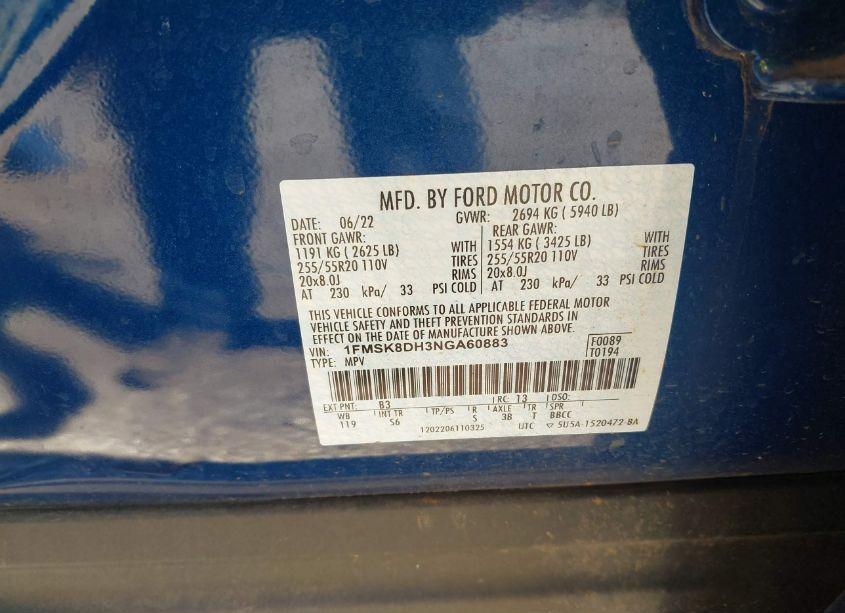 MFD. BY FORD MOTOR CO.
DATE: 06/22 GVWR: 2694 KG ( 5940 LB)
FRONT GAWR: REAR GAWR:
1191 KG ( 2625 LB) WITH 1554 KG ( 3425 LB) WITH
255/55R20 110V TIRES 255/55R20 110V TIRES
20x8.0J RIMS 20x8.0J RIMS
AT 230 kPa/ 33 PSI COLD AT 230 kPa/ 33 PSI COLD
THIS VEHICLE CONFORMS TO ALL APPLICABLE FEDERAL MOTOR
VEHICLE SAFETY AND THEFT PREVENTION STANDARDS IN
EFFECT ON THE DATE OF MANUFACTURE SHOWN ABOVE.
VIN: 1FMSK8DH3NGA60883 F0089
TYPE: MPV T0194
EXT PNT: B3 RC: 13 DSO:
WB INT TR TP/PS R AXLE TR SPR
119 S6 S 3B T BBCC
1202206110325 UTC 5U5A-1520472-BA